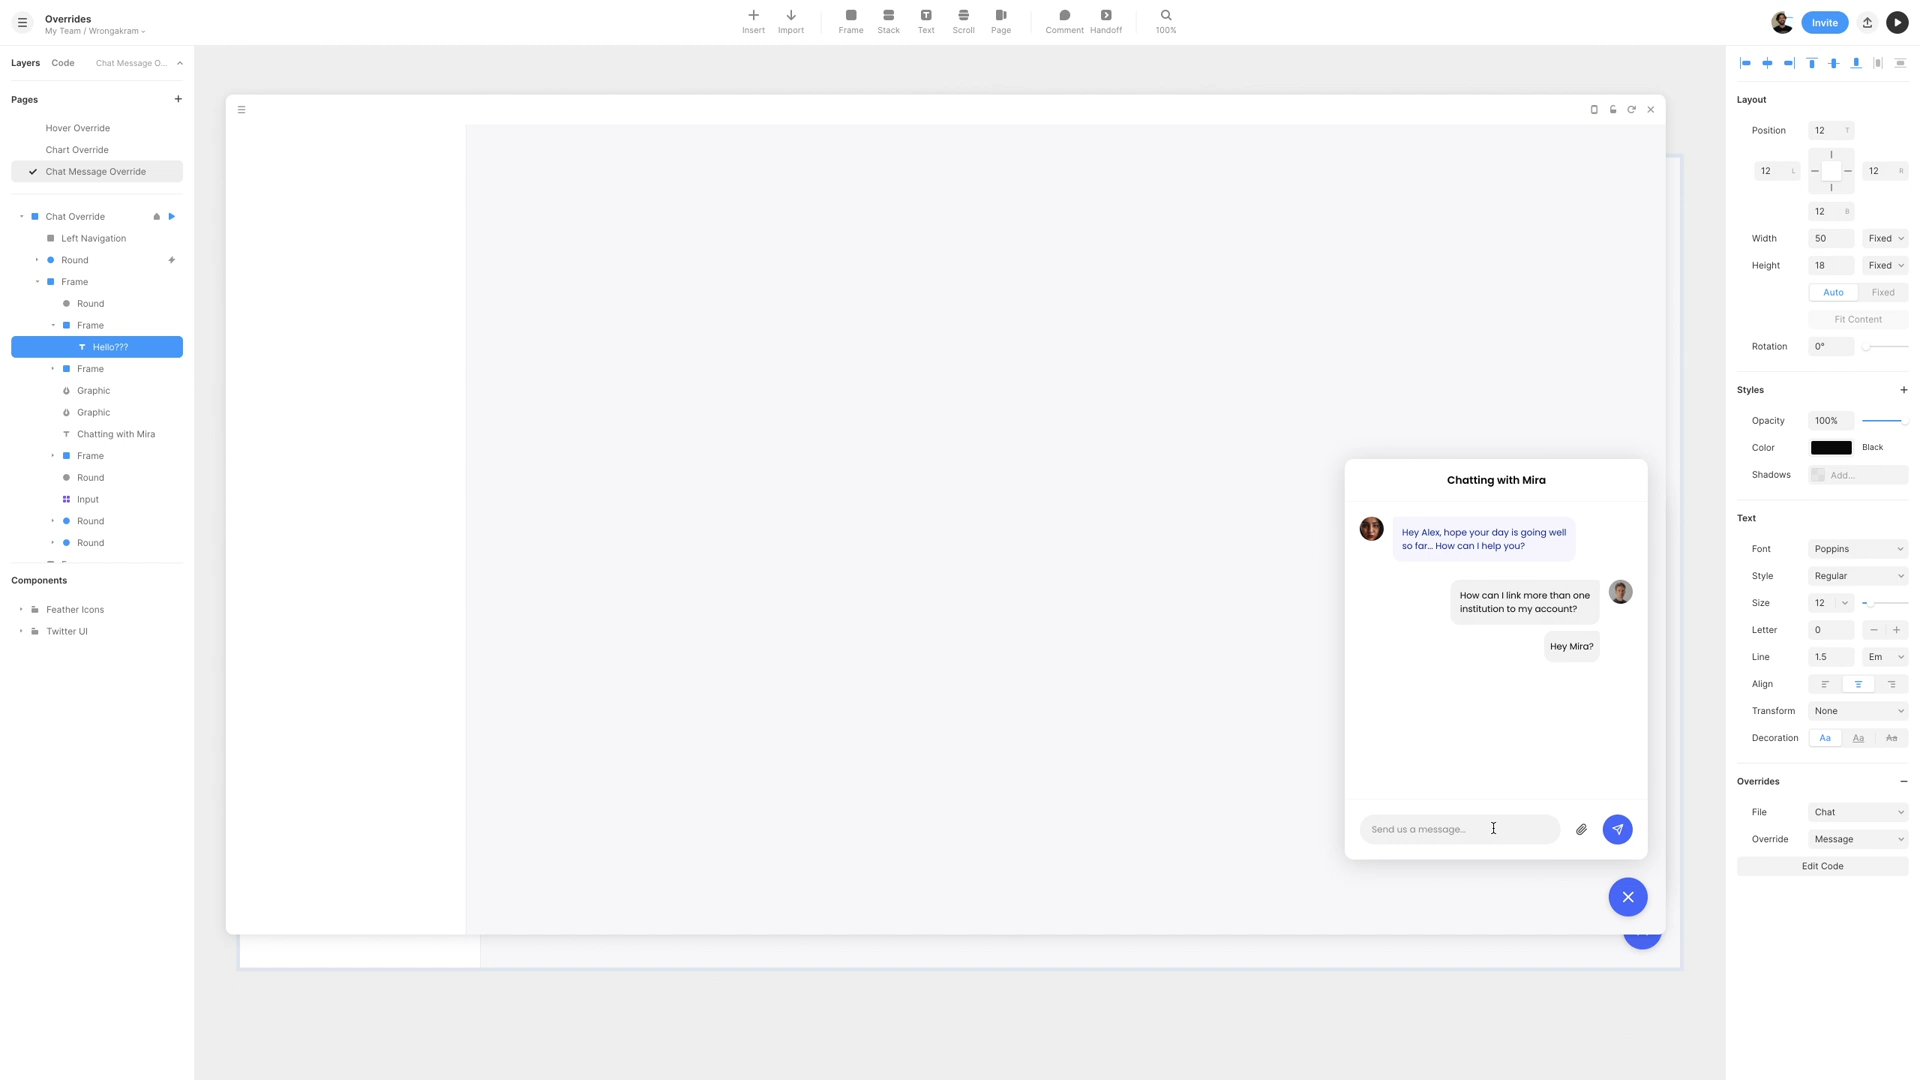 Overrides
My Team / Wrongakram
Insert
Import
Frame
Stack
Text
Scroll
Page
Comment
Handoff
100%
Invite
Layers
Code
Chat Message O...
Pages
Hover Override
Chart Override
Chat Message Override
Chat Override
Left Navigation
Round
Frame
Round
Frame
Hello???
Frame
Graphic
Graphic
Chatting with Mira
Frame
Round
Input
Round
Round
Components
Feather Icons
Twitter UI
Chatting with Mira
Hey Alex, hope your day is going well
so far... How can I help you?
How can I link more than one
institution to my account?
Hey Mira?
Send us a message...
Layout
Position
12 T
12 L
12 R
12 B
Width 50 Fixed
Height 18 Fixed
Auto Fixed
Fit Content
Rotation 0°
Styles
Opacity 100%
Color Black
Shadows Add...
Text
Font Poppins
Style Regular
Size 12
Letter 0
Line 1.5 Em
Align
Transform None
Decoration Aa Aa Aa
Overrides
File Chat
Override Message
Edit Code